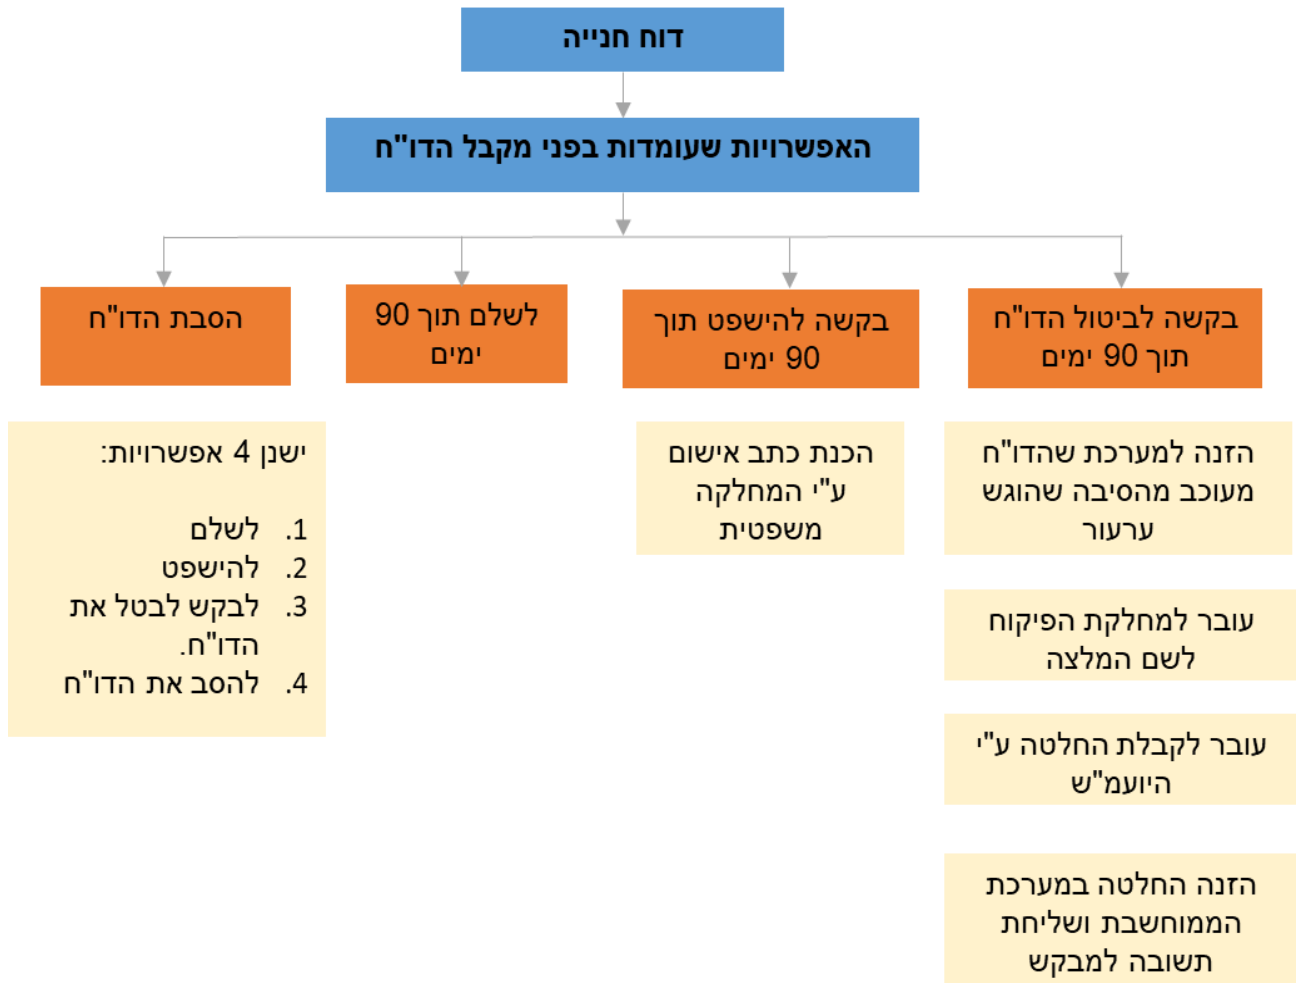 דוח חנייה
האפשרויות שעומדות בפני מקבל הדו"ח
בקשה לביטול הדו"ח
תוך 90 ימים
בקשה להישפט תוך
90 ימים
לשלם תוך 90
ימים
הסבת הדו"ח
הזנה למערכת שהדו"ח
מעוכב מהסיבה שהוגש
ערעור
עובר למחלקת הפיקוח
לשם המלצה
עובר לקבלת החלטה ע"י
היועמ"ש
הזנה החלטה במערכת
הממוחשבת ושליחת
תשובה למבקש
הכנת כתב אישום
ע"י המחלקה
משפטית
ישנן 4 אפשרויות:
1. לשלם
2. להישפט
3. לבקש לבטל את
הדו"ח.
4. להסב את הדו"ח